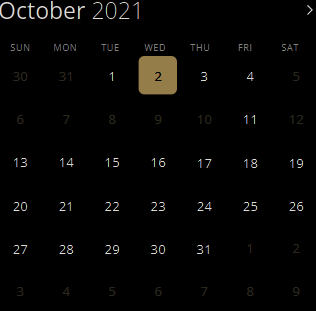 October 2021
SUN MON TUE WED THU FRI SAT
30 31 1 2 3 4 5
6 7 8 9 10 11 12
13 14 15 16 17 18 19
20 21 22 23 24 25 26
27 28 29 30 31 1 2
3 4 5 6 7 8 9